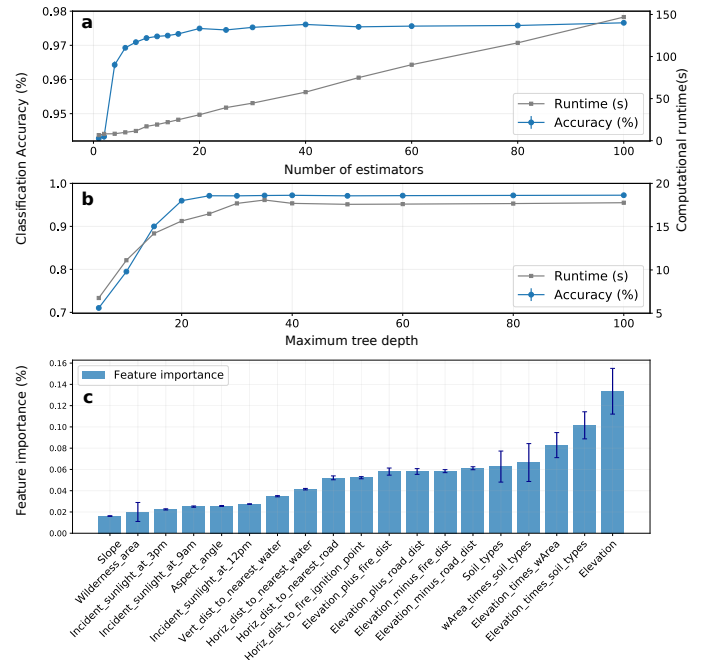 a
0.98
0.97
0.96
0.95
150
100
50
0
Runtime (s)
Accuracy (%)
0
20
40
60
80
100
Number of estimators
Classification Accuracy (%)
Computational runtime(s)
b
1.0
0.9
0.8
0.7
20
15
10
5
Runtime (s)
Accuracy (%)
20
40
60
80
100
Maximum tree depth
c
Feature importance
0.16
0.14
0.12
0.10
0.08
0.06
0.04
0.02
0.00
Feature importance (%)
Slope
Wilderness_area
Incident_sunlight_at_3pm
Incident_sunlight_at_9am
Aspect_angle
Incident_sunlight_at_12pm
Vert_dist_to_nearest_water
Horiz_dist_to_nearest_water
Horiz_dist_to_nearest_road
Horiz_dist_to_fire_ignition_point
Elevation_plus_fire_dist
Elevation_plus_road_dist
Elevation_minus_fire_dist
Elevation_minus_road_dist
Soil_types
wArea_times_soil_types
Elevation_times_wArea
Elevation_times_soil_types
Elevation